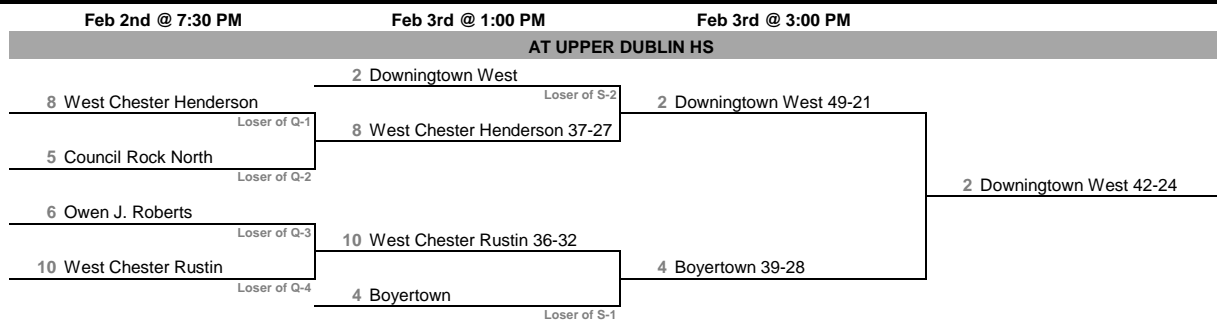 Feb 2nd @ 7:30 PM Feb 3rd @ 1:00 PM Feb 3rd @ 3:00 PM
AT UPPER DUBLIN HS
2 Downingtown West
Loser of S-2
8 West Chester Henderson
2 Downingtown West 49-21
Loser of Q-1
8 West Chester Henderson 37-27
5 Council Rock North
Loser of Q-2
2 Downingtown West 42-24
6 Owen J. Roberts
Loser of Q-3
10 West Chester Rustin 36-32
10 West Chester Rustin
4 Boyertown 39-28
Loser of Q-4
4 Boyertown
Loser of S-1